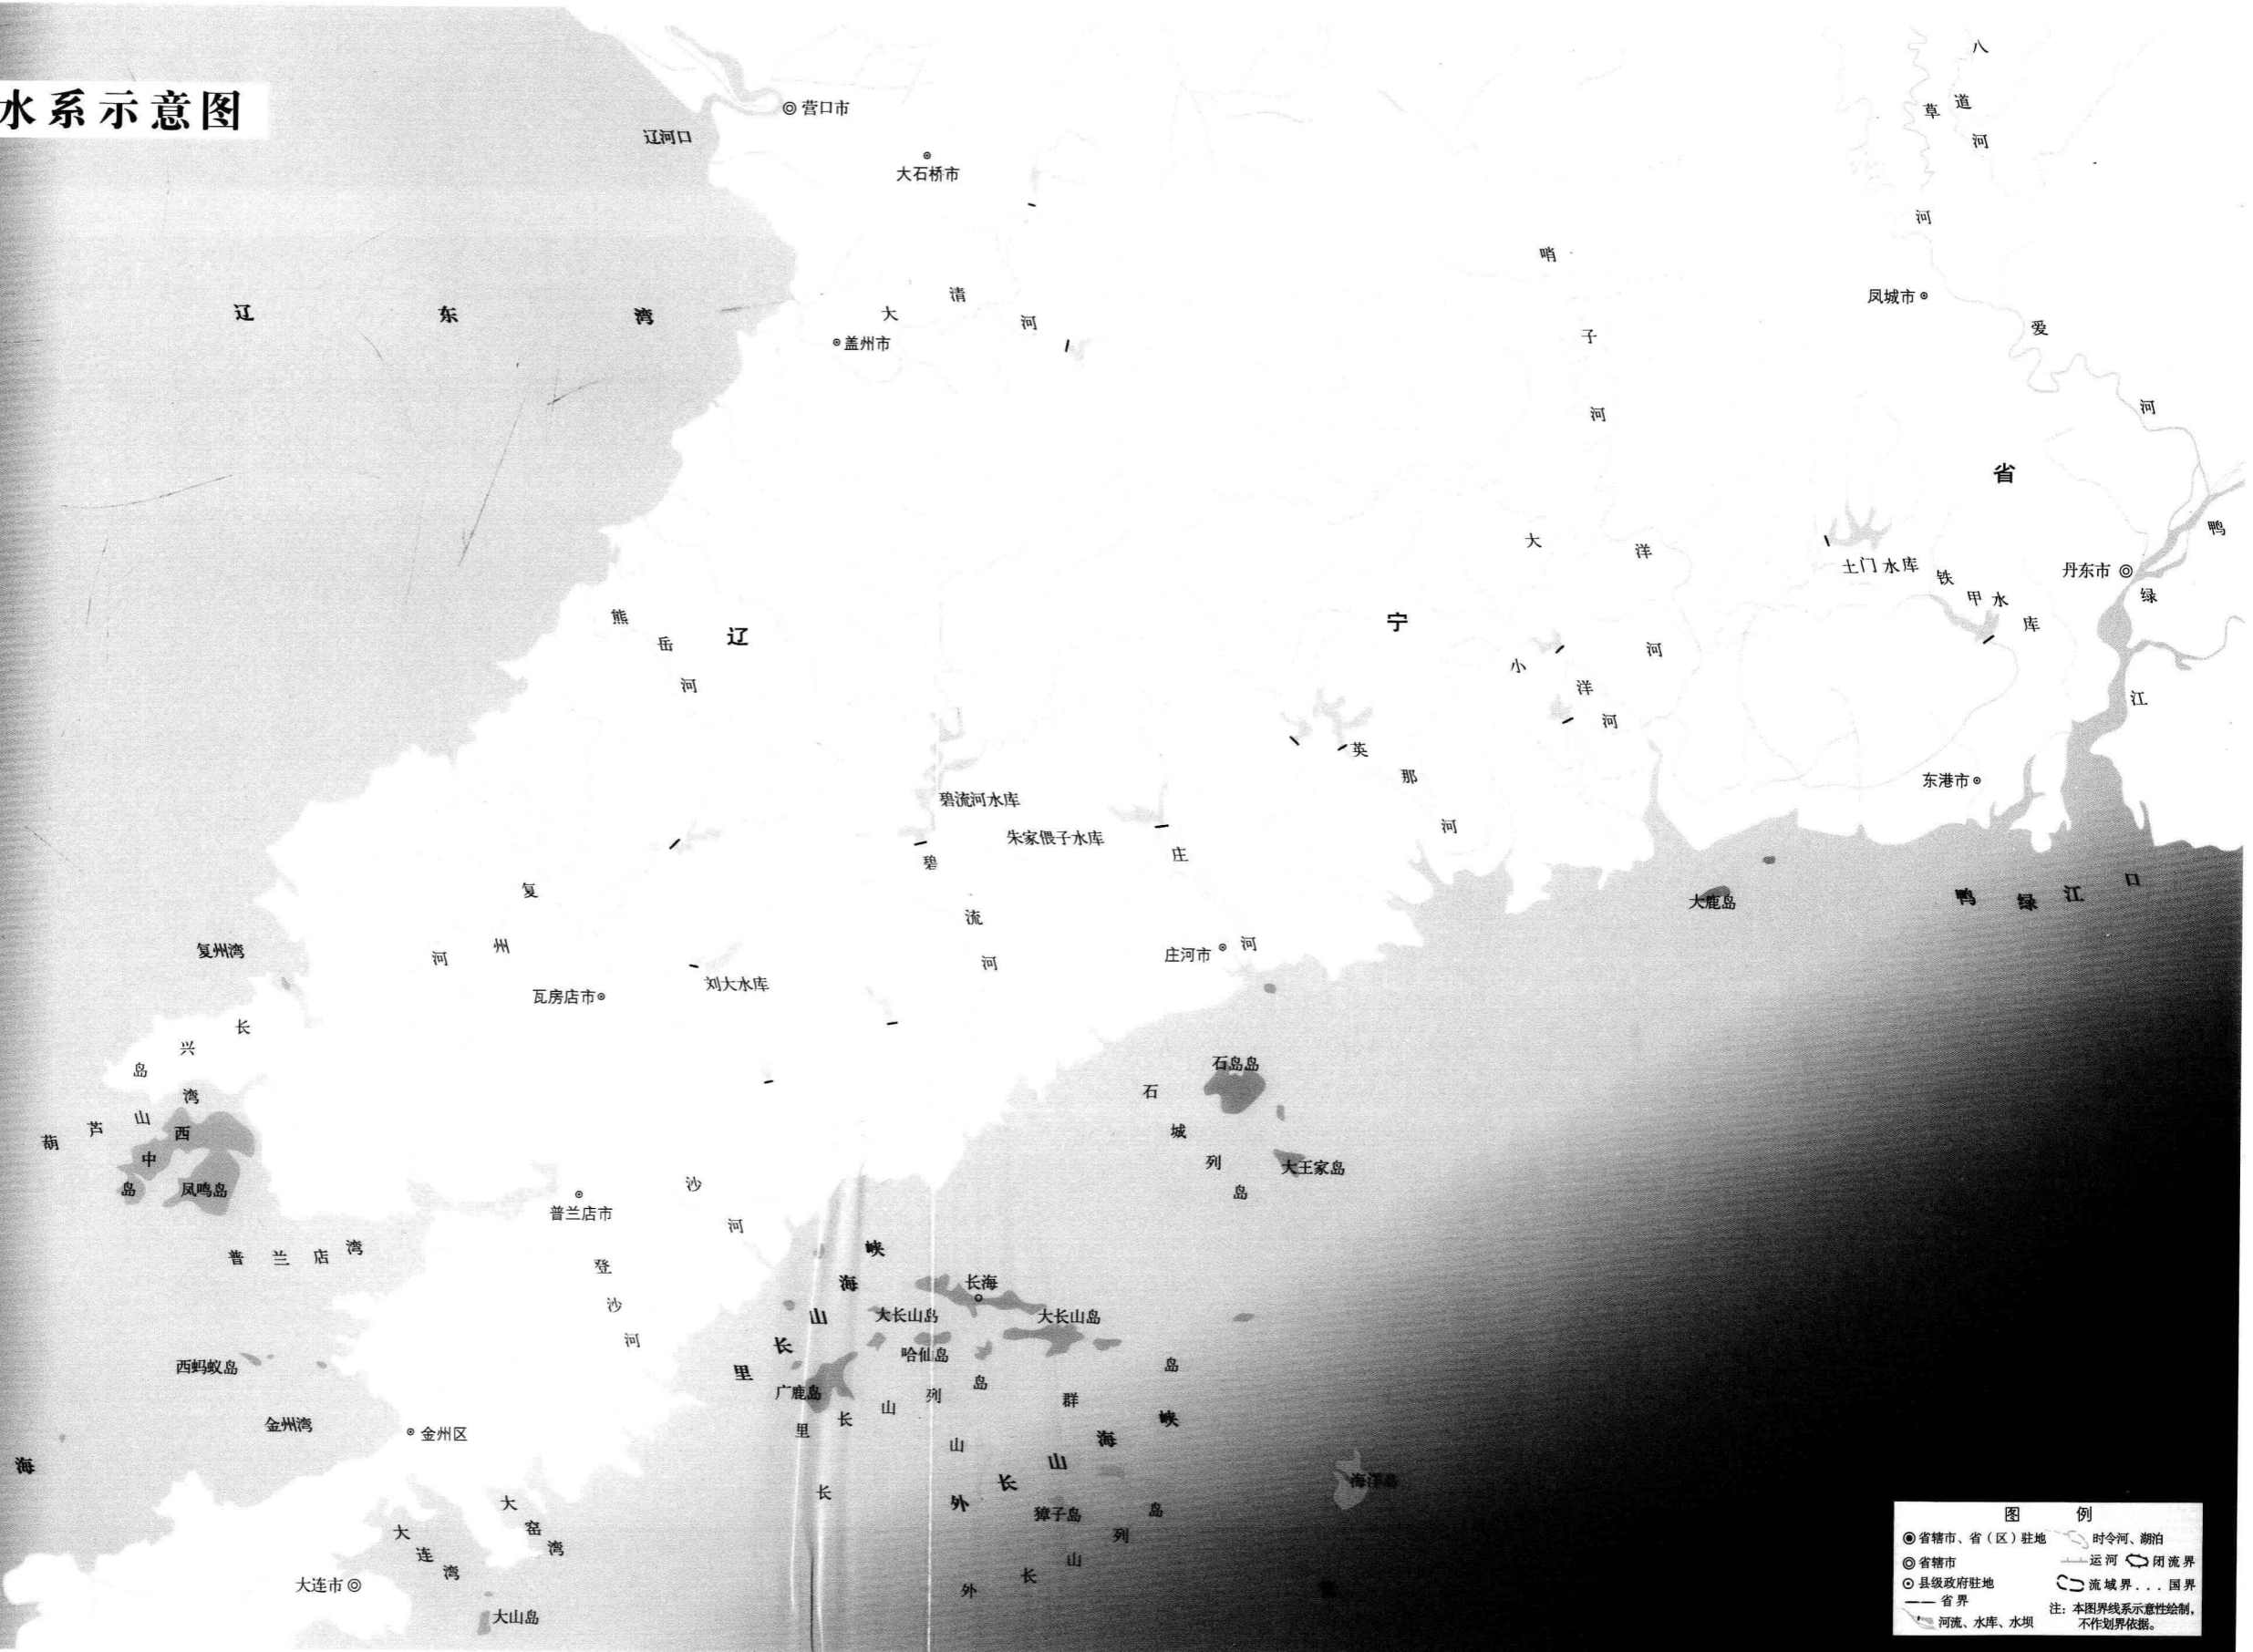 水系示意图
营口市
辽河口
大石桥市
八道河
草河
辽东湾
大清河
盖州市
哨子河
凤城市
爱河
省
鸭绿江
大洋河
土门水库
铁甲水库
丹东市
熊岳河
辽
宁
小洋河
英那河
东港市
碧流河水库
朱家隈子水库
碧流河
庄河
复州河
大鹿岛
鸭绿江口
复州湾
庄河市
瓦房店市
刘大水库
长兴岛
葫芦山湾
西中岛
凤鸣岛
石岛岛
石城列岛
大王家岛
普兰店市
沙河
普兰店湾
登沙河
里长山海峡
长海
大长山岛
大长山岛
哈仙岛
西蚂蚁岛
广鹿岛
里长山列岛
长山群岛
金州湾
金州区
外长山海峡
海
海洋岛
獐子岛
外长山列岛
大窑湾
大连湾
大连市
大山岛
图例
省辖市、省（区）驻地
时令河、湖泊
省辖市
运河
闭流界
县级政府驻地
流域界
国界
省界
河流、水库、水坝
注：本图界线系示意性绘制，
不作划界依据。